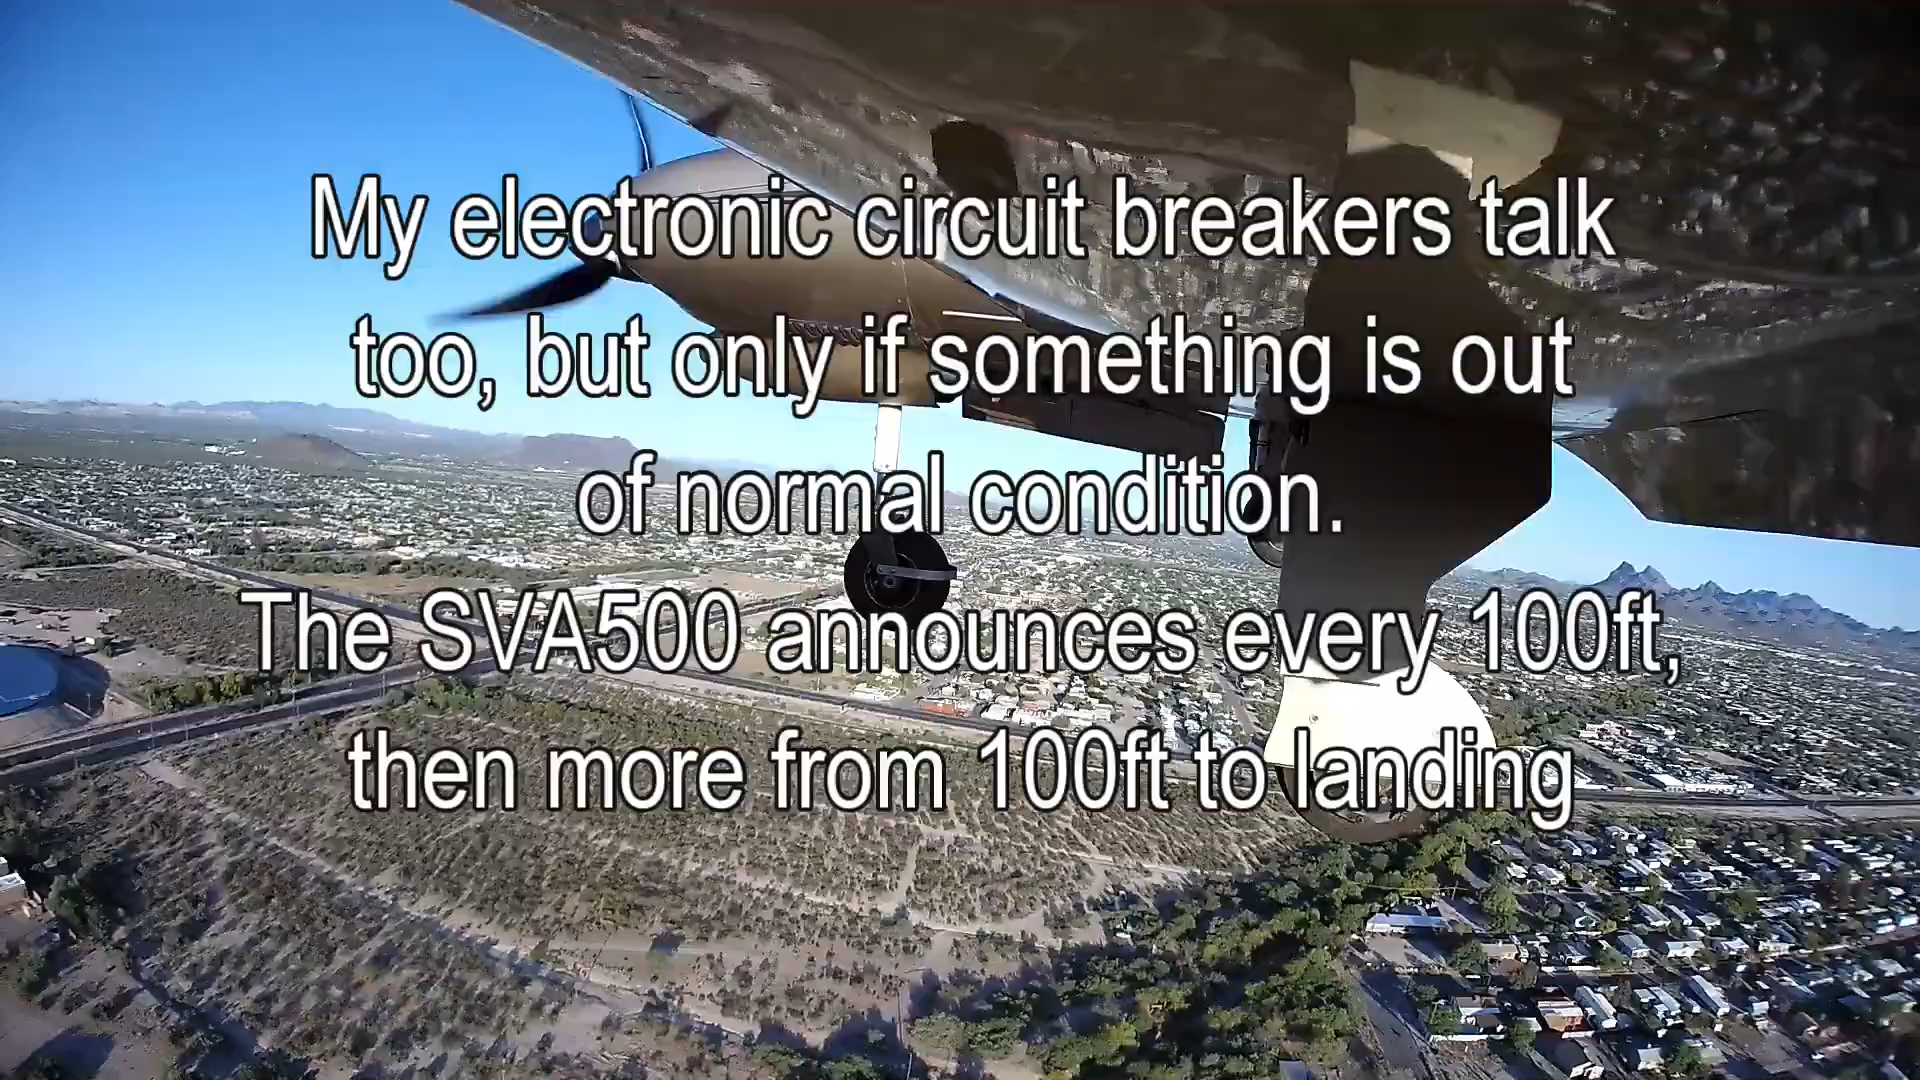 My electronic circuit breakers talk
too, but only if something is out
of normal condition.
The SVA500 announces every 100ft,
then more from 100ft to landing